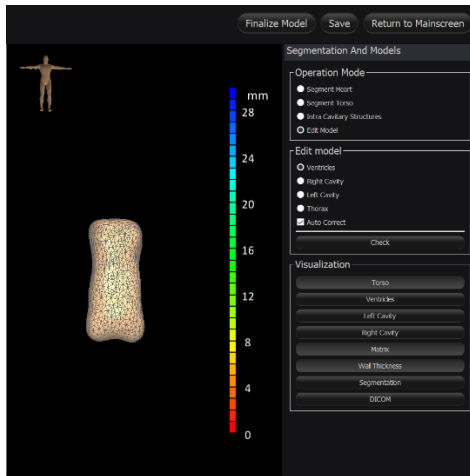 Finalize Model Save Return to Mainscreen
Segmentation And Models
Operation Mode
Segment Heart
Segment Torso
Intra Cavitary Structures
Edit Model
Edit model
Ventricles
Right Cavity
Left Cavity
Thorax
Auto Correct
Check
Visualization
Torso
Ventricles
Left Cavity
Right Cavity
Matrix
Wall Thickness
Segmentation
DICOM
mm
28
24
20
16
12
8
4
0